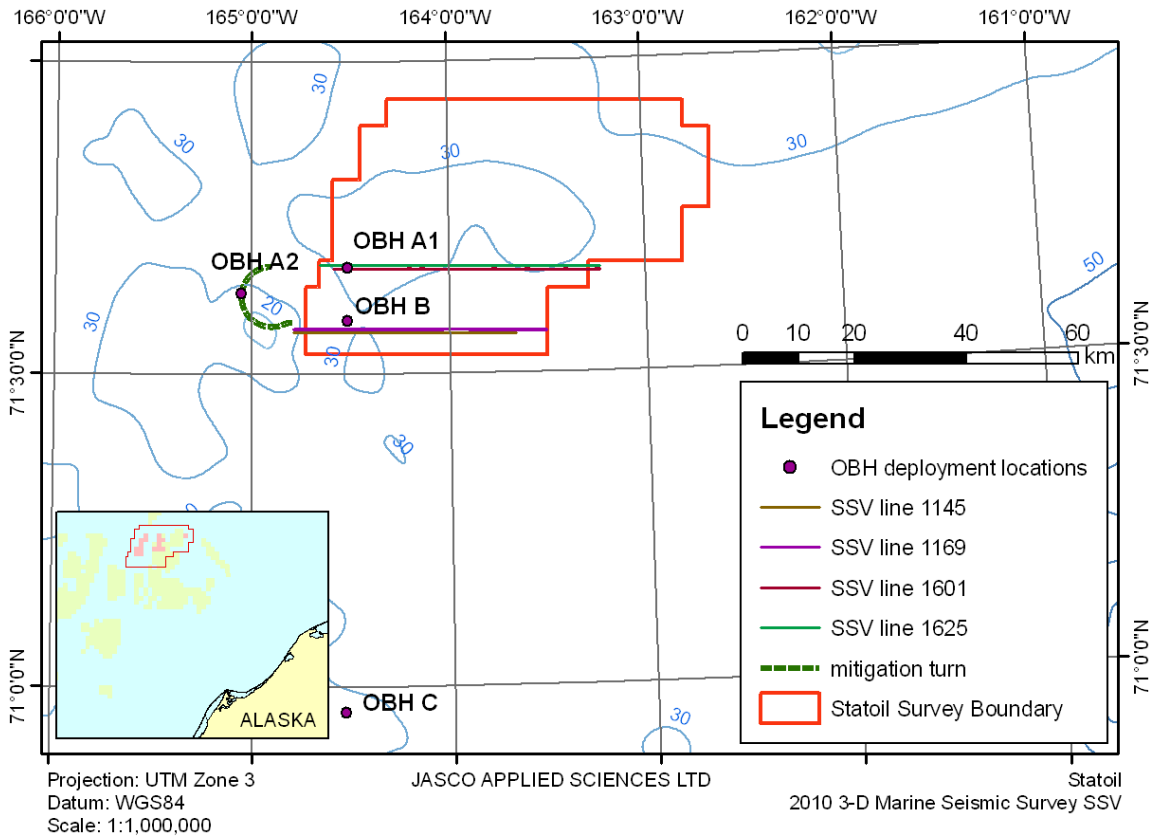 166°0'0"W 165°0'0"W 164°0'0"W 163°0'0"W 162°0'0"W 161°0'0"W
30
30
30
30
OBH A1
OBH A2
50
20
OBH B
30
30
71°30'0"N
71°30'0"N
0 10 20 40 60
km
30
Legend
OBH deployment locations
SSV line 1145
SSV line 1169
SSV line 1601
SSV line 1625
mitigation turn
Statoil Survey Boundary
ALASKA
71°0'0"N
71°0'0"N
OBH C
30
Projection: UTM Zone 3
Datum: WGS84
Scale: 1:1,000,000
JASCO APPLIED SCIENCES LTD
Statoil
2010 3-D Marine Seismic Survey SSV